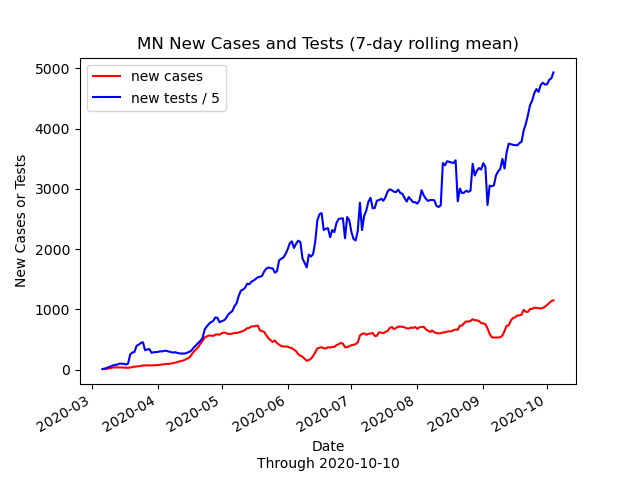 MN New Cases and Tests (7-day rolling mean)
new cases
new tests / 5
New Cases or Tests
5000
4000
3000
2000
1000
0
2020-03
2020-04
2020-05
2020-06
2020-07
2020-08
2020-09
2020-10
Date
Through 2020-10-10